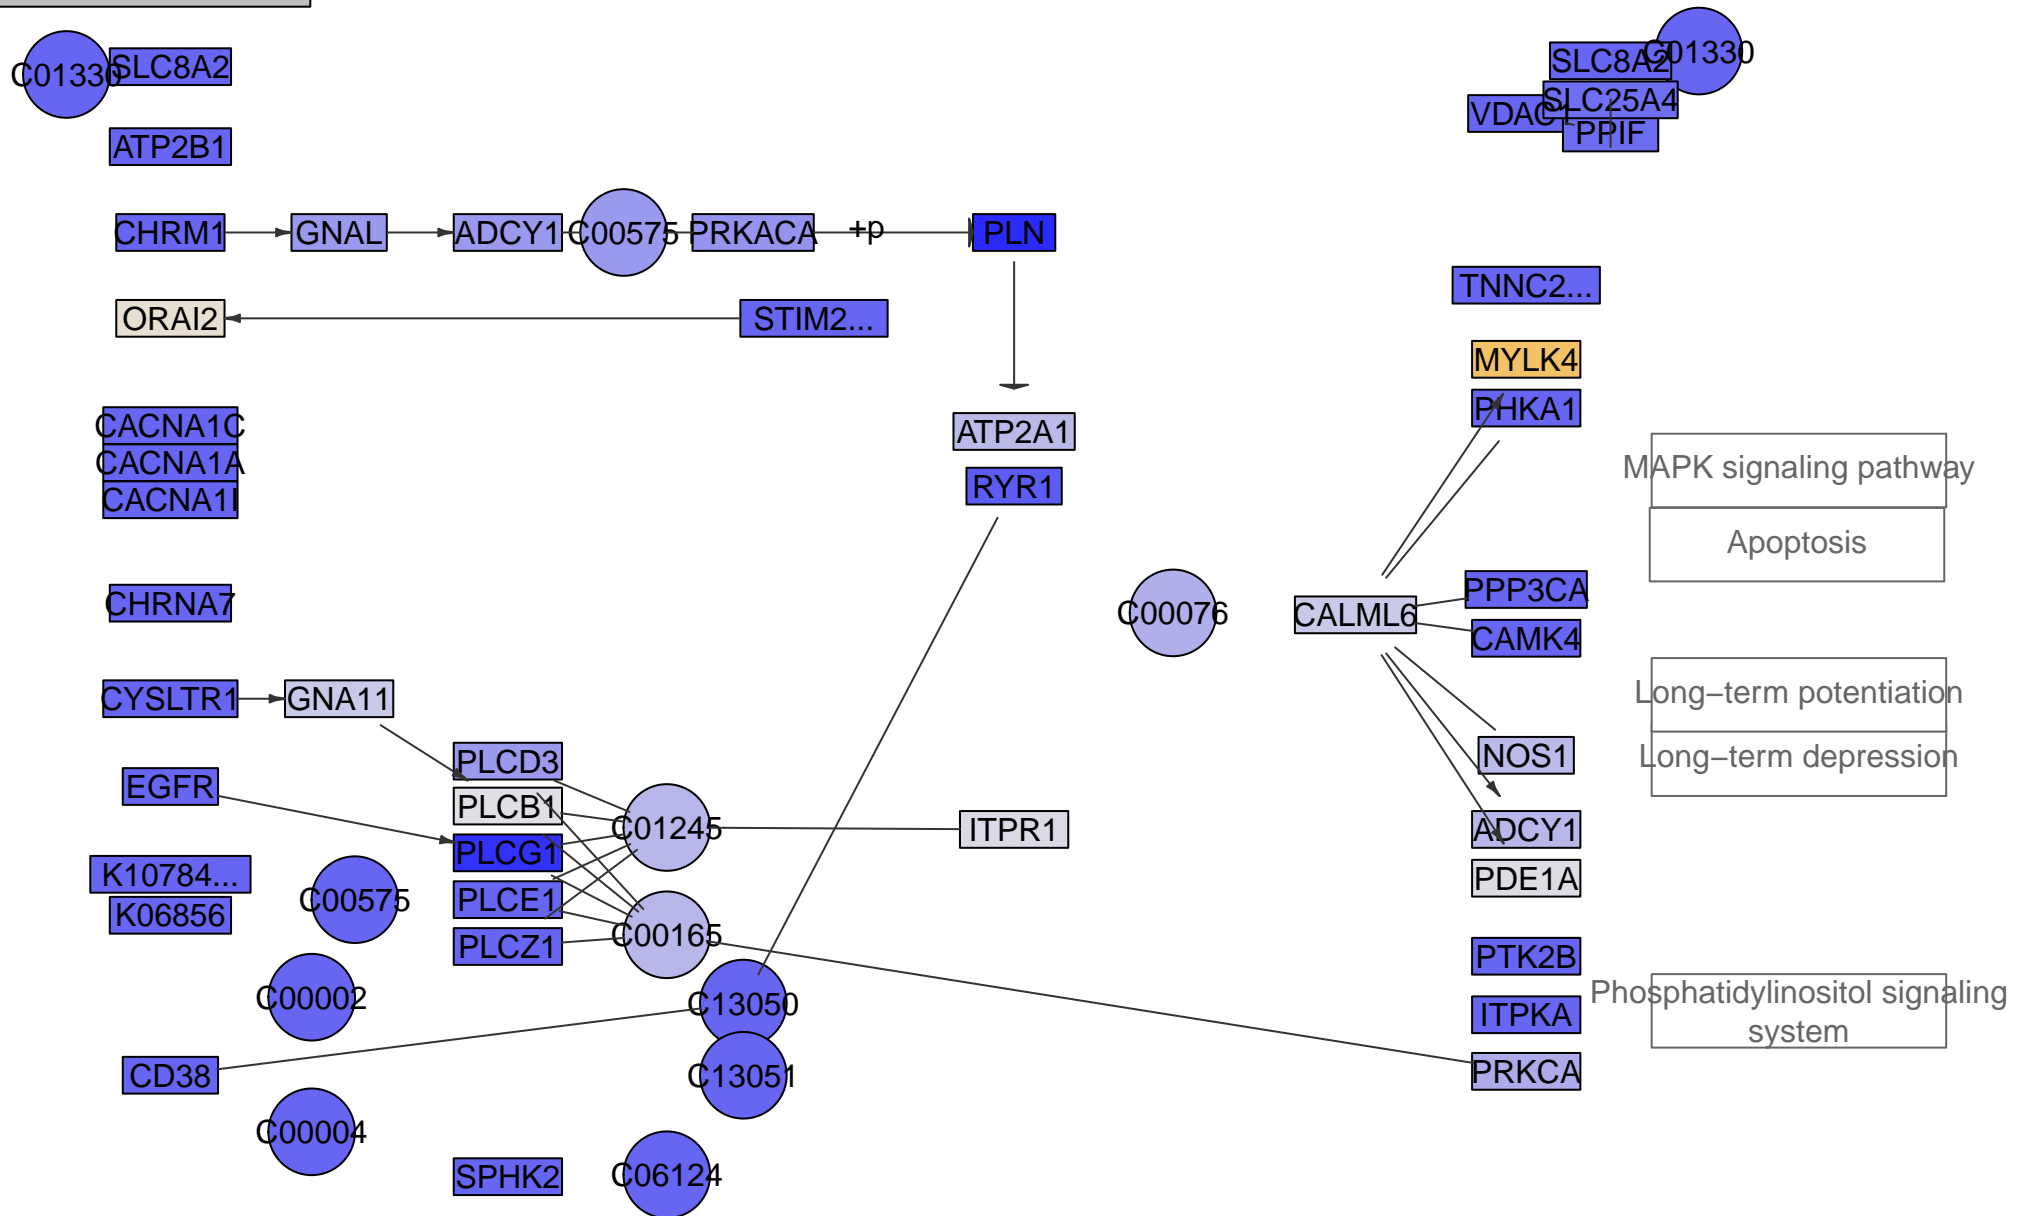 C01330
SLC8A2
SLC8A2
C01330
VDAC1
SLC25A4
PPIF
ATP2B1
CHRM1
GNAL
ADCY1
C00575
PRKACA
+p
PLN
TNNC2...
ORAI2
STIM2...
MYLK4
PHKA1
CACNA1C
CACNA1A
CACNA1I
ATP2A1
RYR1
MAPK signaling pathway
Apoptosis
CHRNA7
C00076
CALML6
PPP3CA
CAMK4
CYSLTR1
GNA11
Long−term potentiation
Long−term depression
EGFR
PLCD3
PLCB1
PLCG1
PLCE1
PLCZ1
C01245
C00165
ITPR1
NOS1
ADCY1
PDE1A
K10784...
K06856
C00575
C00002
C13050
C13051
PTK2B
ITPKA
PRKCA
Phosphatidylinositol signaling
system
CD38
C00004
SPHK2
C06124